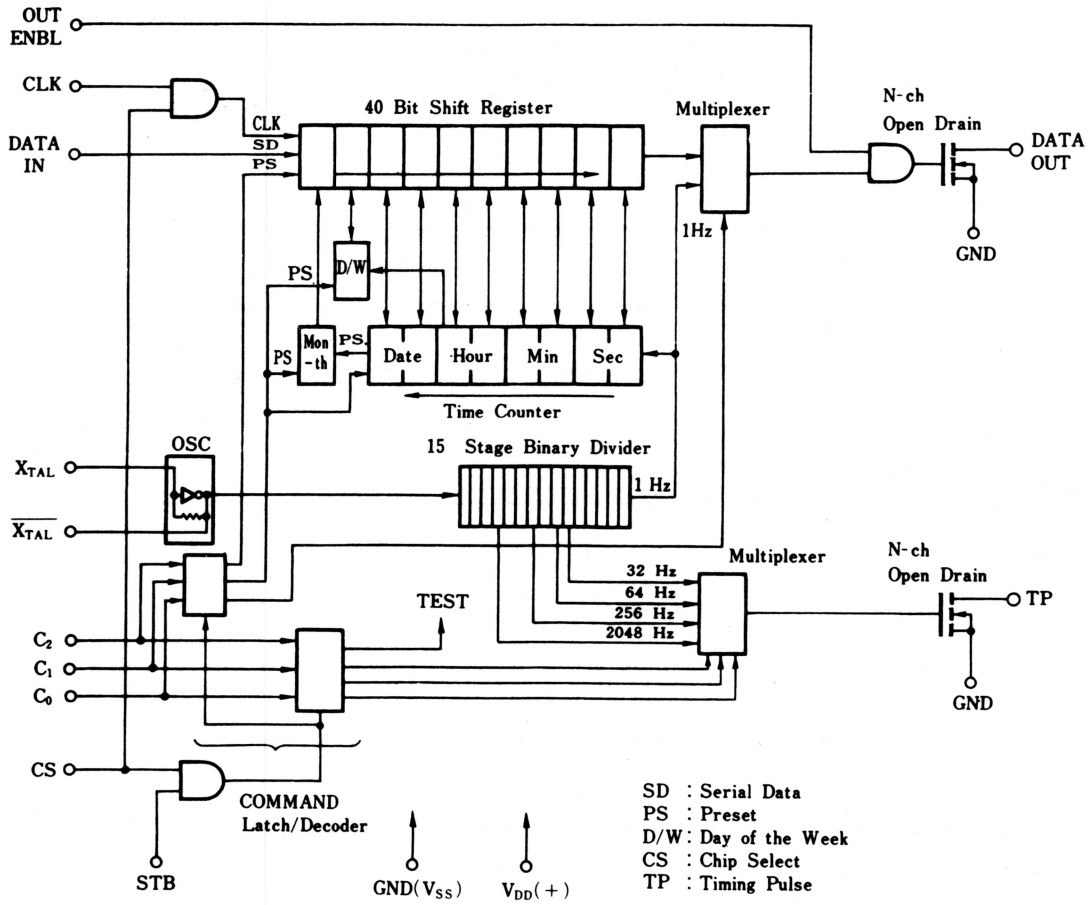 OUT
ENBL
CLK
DATA
IN
40 Bit Shift Register
CLK
SD
PS
Multiplexer
1Hz
N-ch
Open Drain
DATA
OUT
GND
PS
D/W
PS
Mon
-th
PS.
Date
Hour
Min
Sec
Time Counter
OSC
15 Stage Binary Divider
1 Hz
X_TAL
X̅_T̅A̅L̅
Multiplexer
N-ch
Open Drain
32 Hz
64 Hz
256 Hz
2048 Hz
TP
GND
TEST
C₂
C₁
C₀
CS
COMMAND
Latch/Decoder
STB
GND(V_SS)
V_DD(+)
SD : Serial Data
PS : Preset
D/W : Day of the Week
CS : Chip Select
TP : Timing Pulse